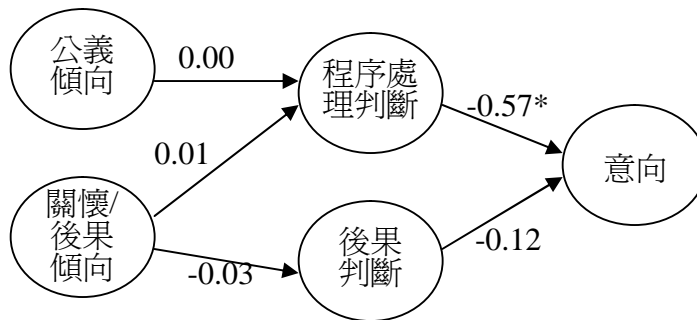 公義
傾向
0.00
程序處
理判斷
-0.57*
0.01
意向
關懷/
後果
傾向
-0.03
後果
判斷
-0.12